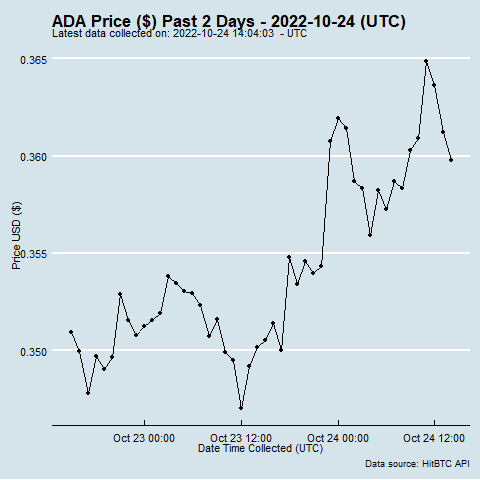 ADA Price ($) Past 2 Days - 2022-10-24 (UTC)
Latest data collected on: 2022-10-24 14:04:03 - UTC
0.365
0.360
0.355
0.350
Price USD ($)
Oct 23 00:00
Oct 23 12:00
Oct 24 00:00
Oct 24 12:00
Date Time Collected (UTC)
Data source: HitBTC API